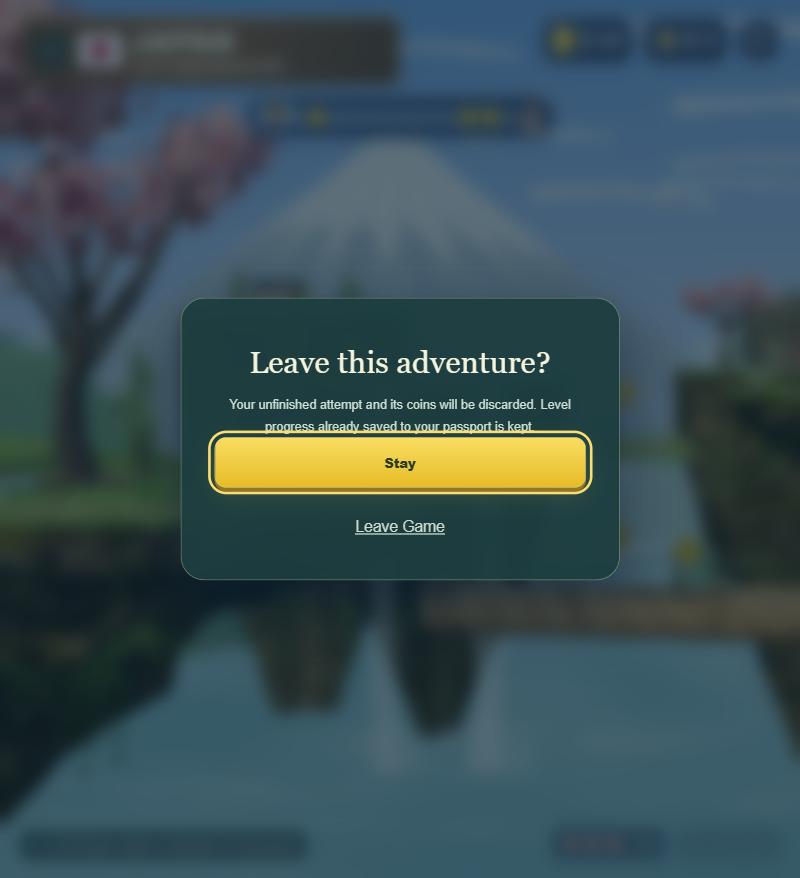 Leave this adventure?
Your unfinished attempt and its coins will be discarded. Level
progress already saved to your passport is kept.
Stay
Leave Game